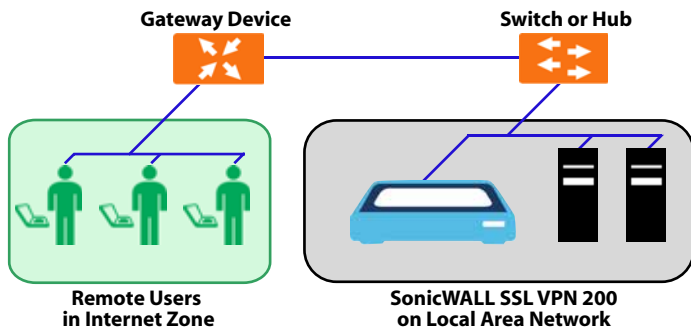 Gateway Device
Switch or Hub
Remote Users
in Internet Zone
SonicWALL SSL VPN 200
on Local Area Network